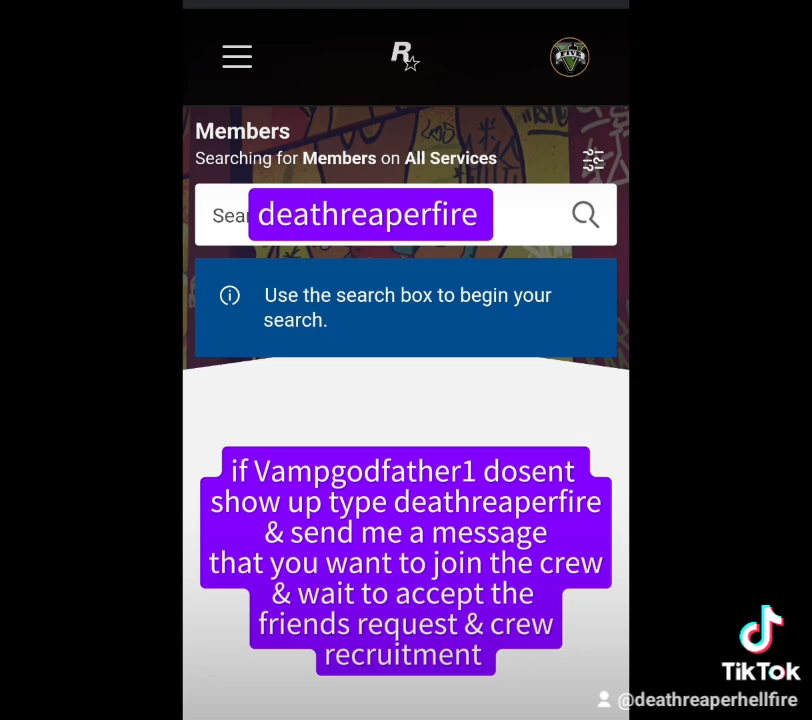 R
FIVE
Members
Searching for Members on All Services
Sear
deathreaperfire
Use the search box to begin your
search.
if Vampgodfather1 dosent
show up type deathreaperfire
& send me a message
that you want to join the crew
& wait to accept the
friends request & crew
recruitment
TikTok
@deathreaperhellfire